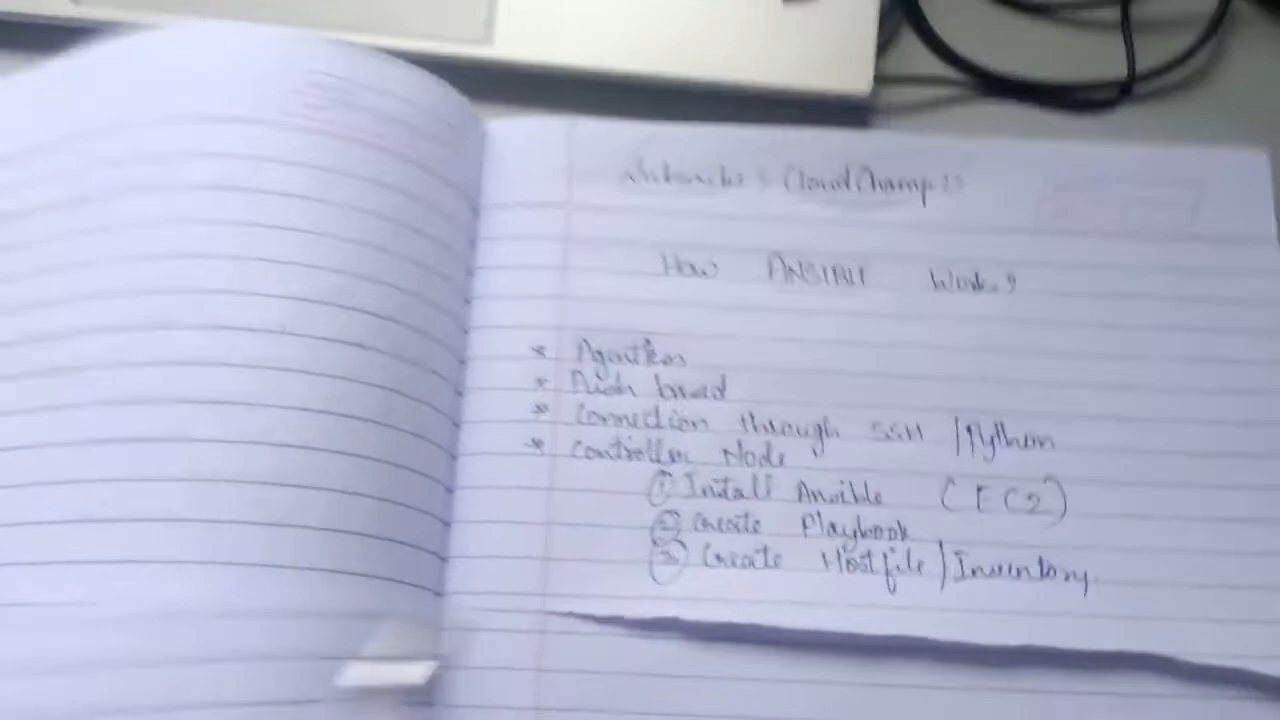 CloudChamp
How ANSIBLE Works?
* Agentless
* Push based
* Connection through SSH / Python
* Controller Node
① Install Ansible (EC2)
② Create Playbook
③ Create Hostfile / Inventory